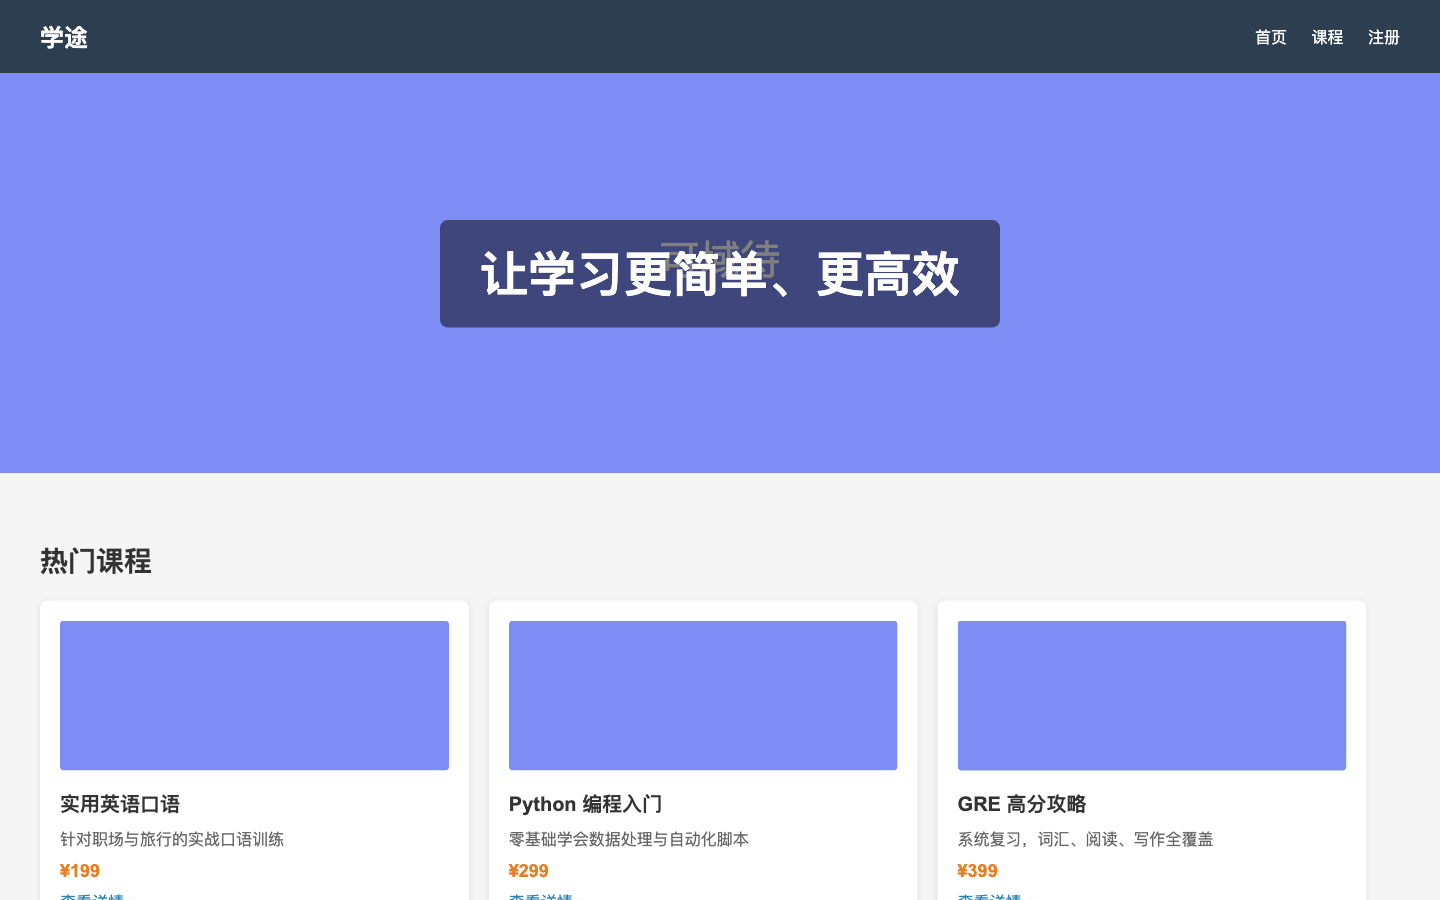 学途
首页 课程 注册
让学习更简单、更高效
热门课程
实用英语口语
针对职场与旅行的实战口语训练
¥199
Python 编程入门
零基础学会数据处理与自动化脚本
¥299
GRE 高分攻略
系统复习，词汇、阅读、写作全覆盖
¥399